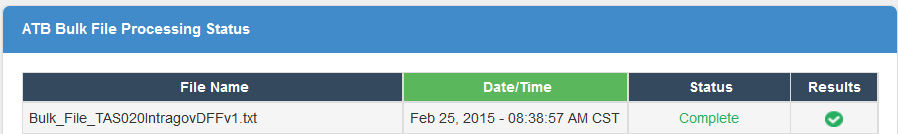 ATB Bulk File Processing Status
File Name Date/Time Status Results
Bulk_File_TAS020IntragovDFFv1.txt Feb 25, 2015 - 08:38:57 AM CST Complete